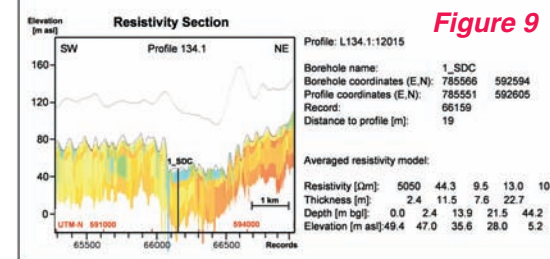 Figure 9
Elevation
[m asl]
Resistivity Section
SW
Profile 134.1
NE
160
120
80
40
0
1_SDC
1 km
UTM-N 591000
594000
65500
66000
66500
Records
Profile: L134.1:12015
Borehole name: 1_SDC
Borehole coordinates (E,N): 785566 592594
Profile coordinates (E,N): 785551 592605
Record: 66159
Distance to profile [m]: 19
Averaged resistivity model:
Resistivity [Ωm]: 5050 44.3 9.5 13.0 10
Thickness [m]: 2.4 11.5 7.6 22.7
Depth [m bgl]: 0.0 2.4 13.9 21.5 44.2
Elevation [m asl]:49.4 47.0 35.6 28.0 5.2